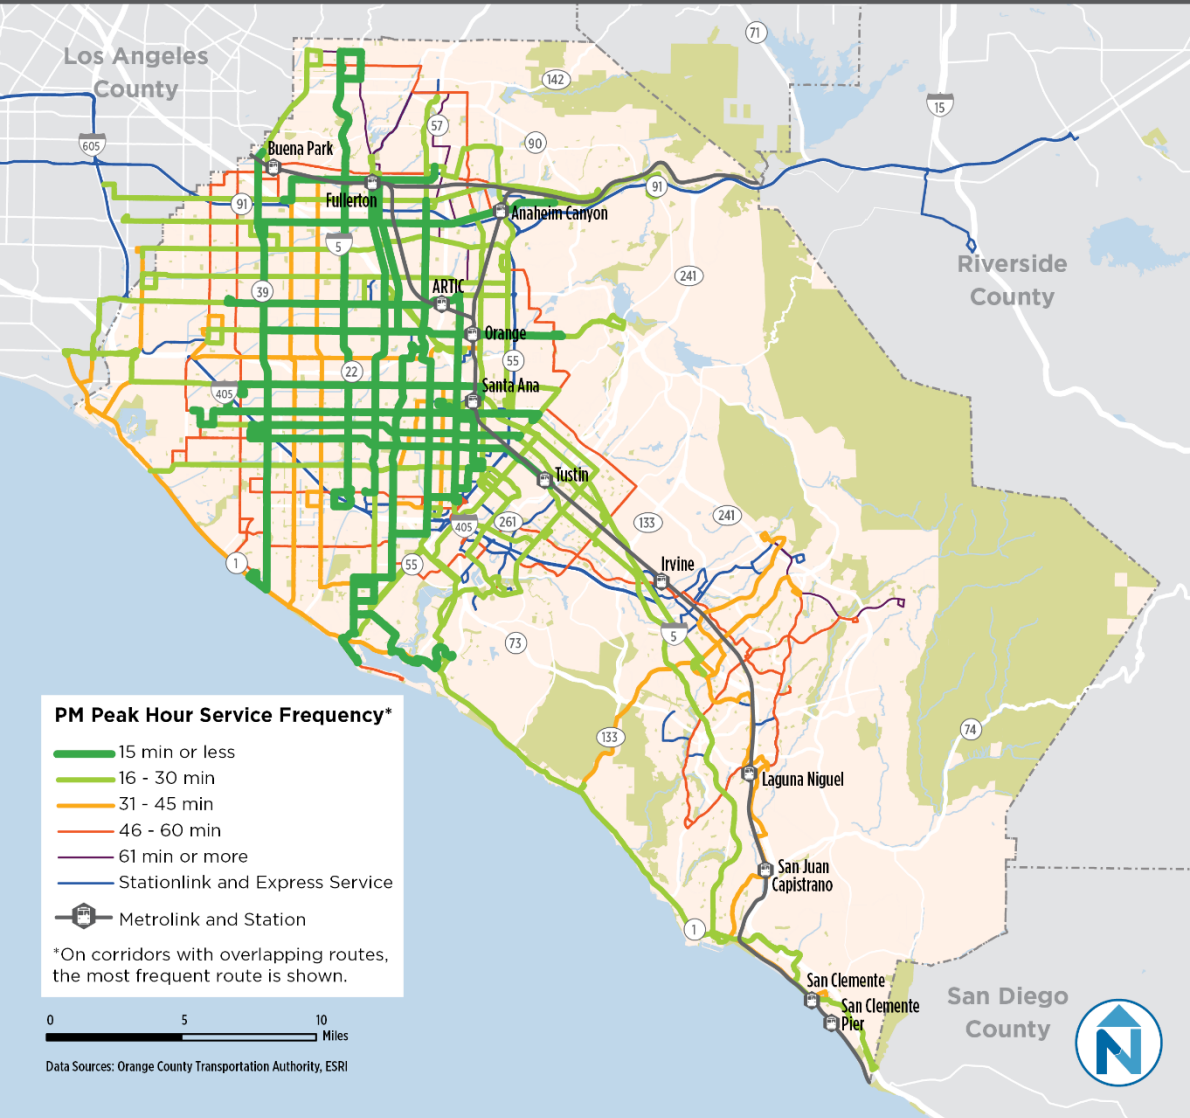 Los Angeles
County
71
142
15
605
57
90
Buena Park
91
Fullerton
91
Anaheim Canyon
5
Riverside
County
241
39
ARTIC
Orange
55
22
Santa Ana
405
Tustin
405
261
133
241
1
55
Irvine
73
5
133
74
Laguna Niguel
San Juan
Capistrano
1
San Clemente
San Clemente
Pier
San Diego
County
PM Peak Hour Service Frequency*
15 min or less
16 - 30 min
31 - 45 min
46 - 60 min
61 min or more
Stationlink and Express Service
Metrolink and Station
*On corridors with overlapping routes,
the most frequent route is shown.
0 5 10
Miles
Data Sources: Orange County Transportation Authority, ESRI
N